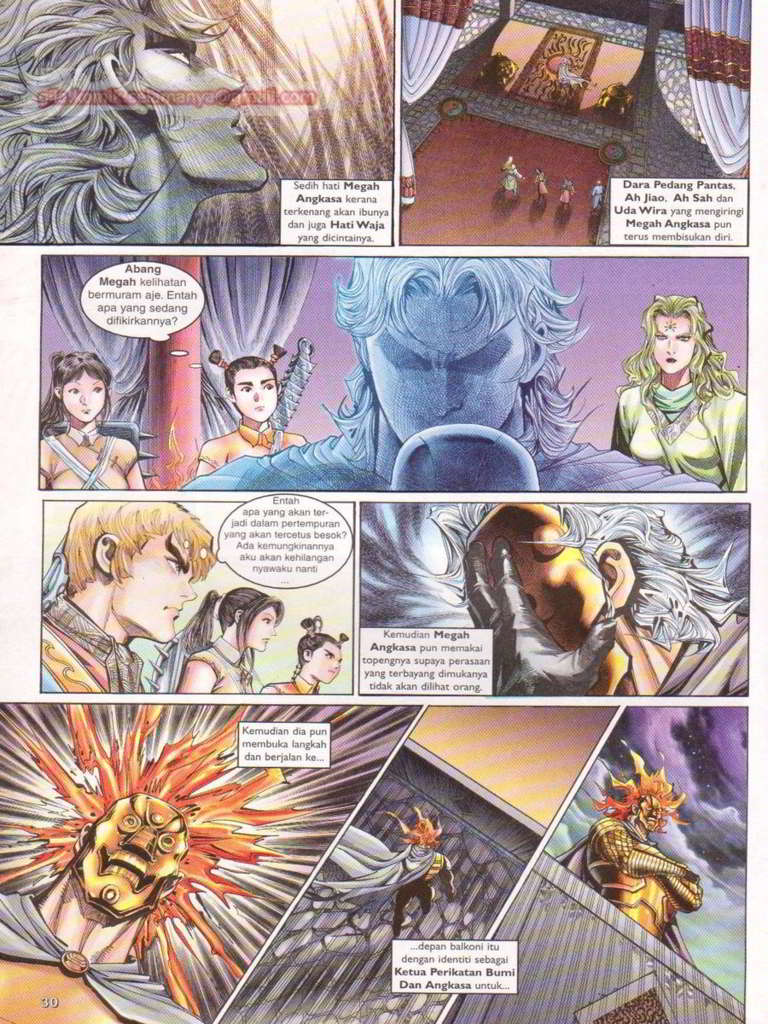 Sedih hati Megah
Angkasa kerana
terkenang akan ibunya
dan juga Hati Waja
yang dicintainya.
Dara Pedang Pantas,
Ah Jiao, Ah Sah dan
Uda Wira yang mengiringi
Megah Angkasa pun
terus membisukan diri.
Abang
Megah kelihatan
bermuram aje. Entah
apa yang sedang
difikirkannya?
Entah
apa yang akan ter-
jadi dalam pertempuran
yang akan tercetus besok?
Ada kemungkinannya
aku akan kehilangan
nyawaku nanti
...
Kemudian Megah
Angkasa pun memakai
topengnya supaya perasaan
yang terbayang dimukanya
tidak akan dilihat orang.
Kemudian dia pun
membuka langkah
dan berjalan ke...
...depan balkoni itu
dengan identiti sebagai
Ketua Perikatan Bumi
Dan Angkasa untuk...
30